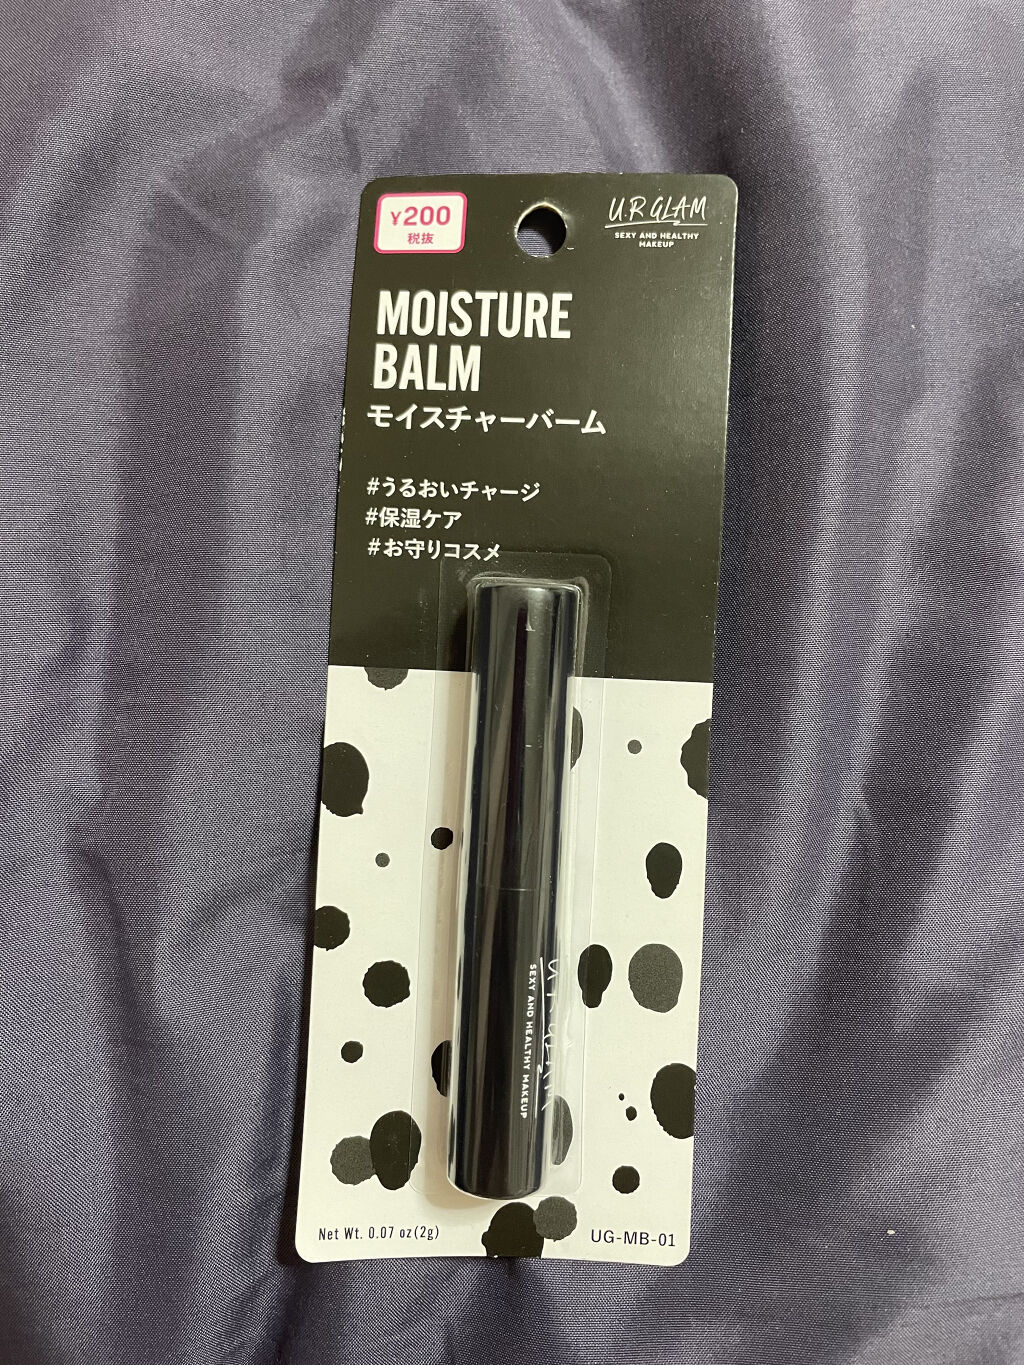 ¥200
税抜
U.R GLAM
SEXY AND HEALTHY
MAKEUP
MOISTURE
BALM
モイスチャーバーム
#うるおいチャージ
#保湿ケア
#お守りコスメ
U.R GLAM
SEXY AND HEALTHY MAKEUP
Net Wt. 0.07 oz(2g)
UG-MB-01